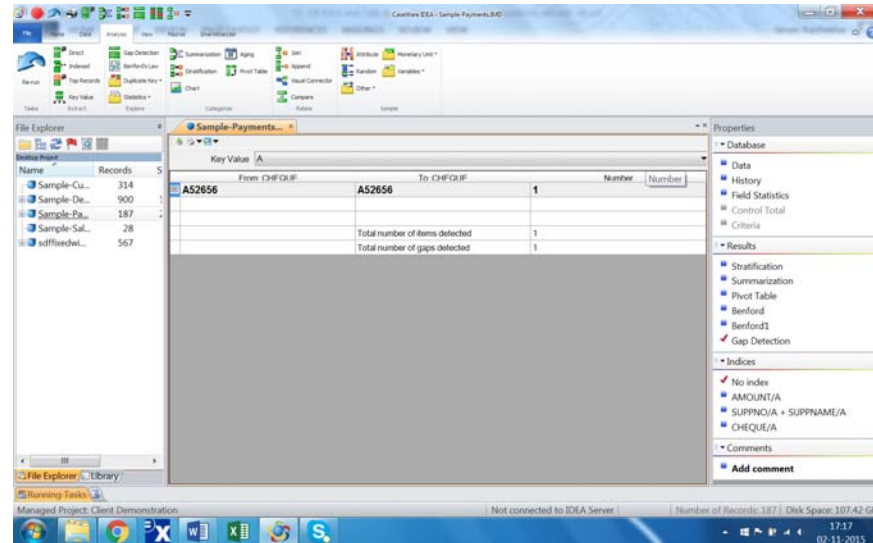 CaseWare IDEA - Sample-Payments.IMD
File Home Data Analysis View Macros SmartAnalyzer
Re-run
Direct
Indexed
Top Records
Key Value
Gap Detection
Benford's Law
Duplicate Key
Statistics
Summarization Aging
Stratification Pivot Table
Chart
Join
Append
Visual Connector
Compare
Attribute Monetary Unit
Random Variables
Other
Tasks Extract Explore Categorize Relate Sample
File Explorer
Desktop Project
Name Records S
Sample-Cu... 314
Sample-De... 900
Sample-Pa... 187
Sample-Sal... 28
sdffixedwi... 567
File Explorer Library
Sample-Payments...
Key Value A
From CHEQUE To CHEQUE Number Number
A52656 A52656 1
Total number of items detected 1
Total number of gaps detected 1
Properties
Database
Data
History
Field Statistics
Control Total
Criteria
Results
Stratification
Summarization
Pivot Table
Benford
Benford1
Gap Detection
Indices
No index
AMOUNT/A
SUPPNO/A + SUPPNAME/A
CHEQUE/A
Comments
Add comment
Running Tasks
Managed Project: Client Demonstration Not connected to IDEA Server Number of Records: 187 Disk Space: 107.42 G
17:17
02-11-2015